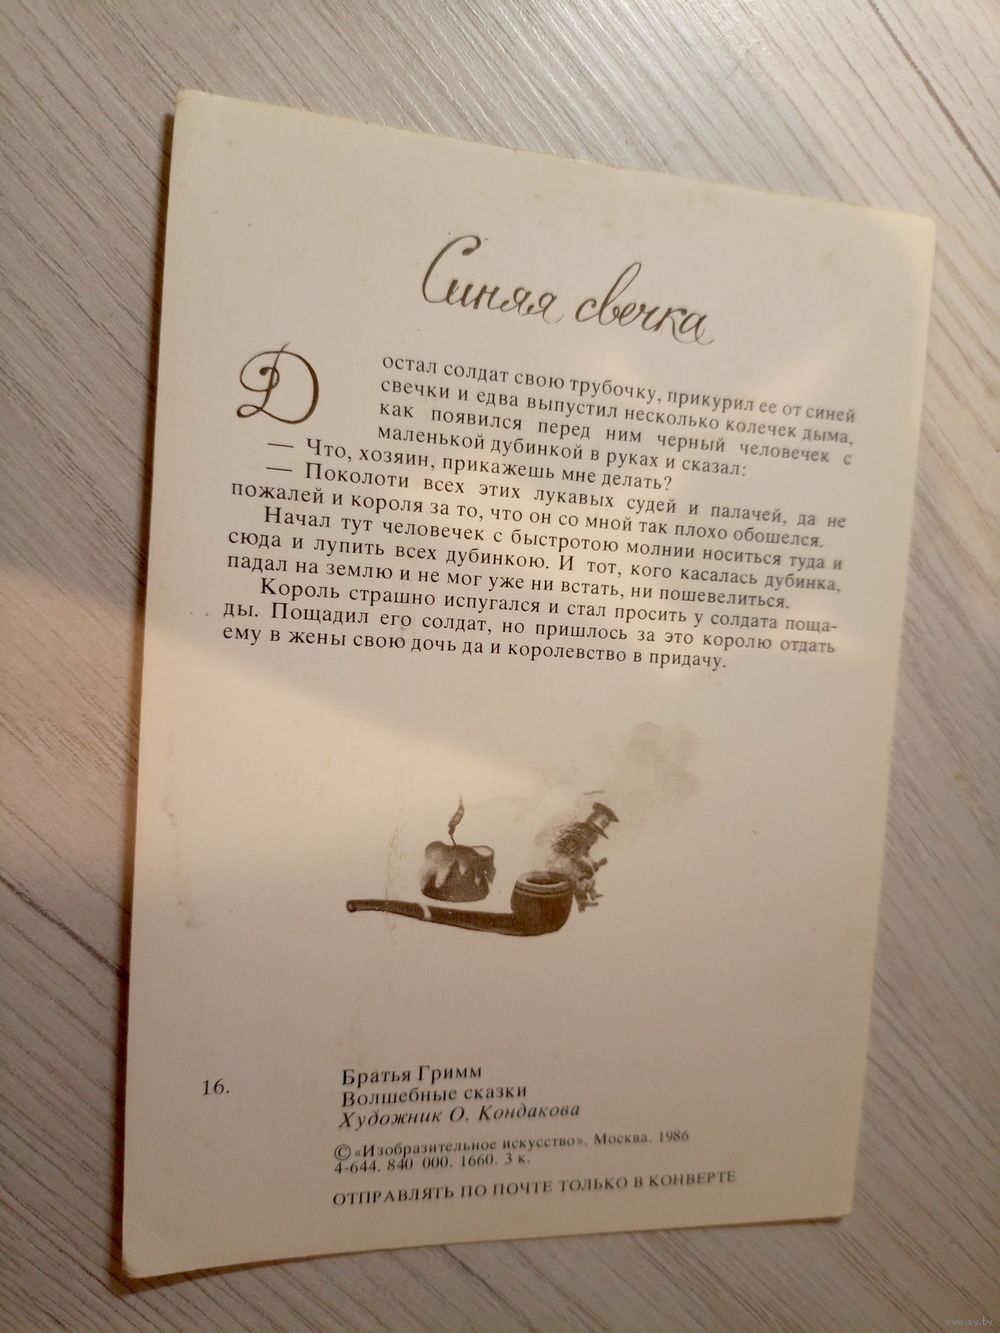 Синяя свечка
Достал солдат свою трубочку, прикурил ее от синей
свечки и едва выпустил несколько колечек дыма,
как появился перед ним черный человечек с
маленькой дубинкой в руках и сказал:
— Что, хозяин, прикажешь мне делать?
— Поколоти всех этих лукавых судей и палачей, да не
пожалей и короля за то, что он со мной так плохо обошелся.
Начал тут человечек с быстротою молнии носиться туда и
сюда и лупить всех дубинкою. И тот, кого касалась дубинка,
падал на землю и не мог уже ни встать, ни пошевелиться.
Король страшно испугался и стал просить у солдата поща-
ды. Пощадил его солдат, но пришлось за это королю отдать
ему в жены свою дочь да и королевство в придачу.
16.
Братья Гримм
Волшебные сказки
Художник О. Кондакова
© «Изобразительное искусство». Москва. 1986
4-644. 840 000. 1660. 3 к.
ОТПРАВЛЯТЬ ПО ПОЧТЕ ТОЛЬКО В КОНВЕРТЕ
www.ay.by